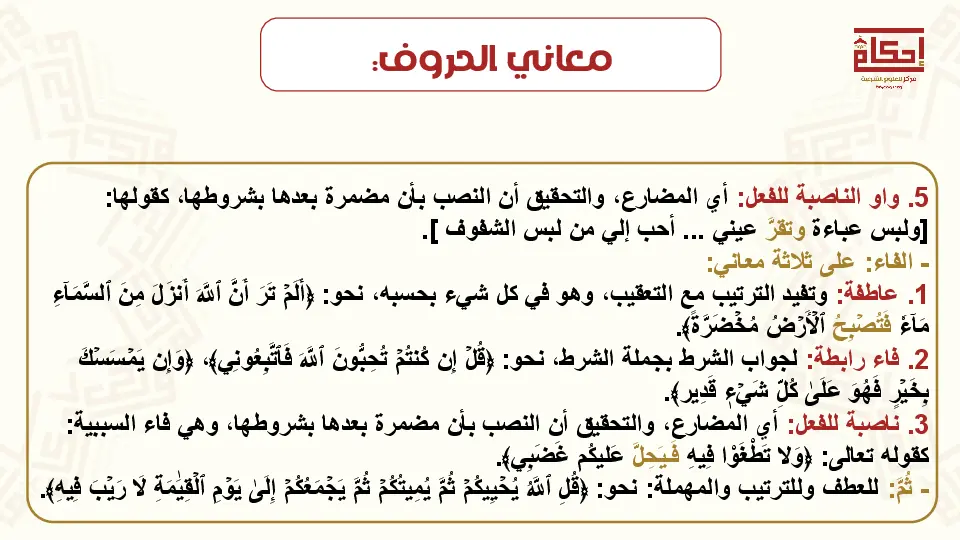 معاني الحروف:
إحكام
مركز للعلوم الشرعية
5. واو الناصبة للفعل: أي المضارع، والتحقيق أن النصب بأن مضمرة بعدها بشروطها، كقولها:
[ولبس عباءة وتقرَّ عيني ... أحب إلي من لبس الشفوف ].
- الفاء: على ثلاثة معاني:
1. عاطفة: وتفيد الترتيب مع التعقيب، وهو في كل شيء بحسبه، نحو: ﴿أَلَمۡ تَرَ أَنَّ ٱللَّهَ أَنزَلَ مِنَ ٱلسَّمَآءِ
مَآءٗ فَتُصۡبِحُ ٱلۡأَرۡضُ مُخۡضَرَّةً﴾.
2. فاء رابطة: لجواب الشرط بجملة الشرط، نحو: ﴿قُلۡ إِن كُنتُمۡ تُحِبُّونَ ٱللَّهَ فَٱتَّبِعُونِي﴾، ﴿وَإِن يَمۡسَسۡكَ
بِخَيۡرٖ فَهُوَ عَلَىٰ كُلِّ شَيۡءٖ قَدِير﴾.
3. ناصبة للفعل: أي المضارع، والتحقيق أن النصب بأن مضمرة بعدها بشروطها، وهي فاء السببية:
كقوله تعالى: ﴿وَلا تَطْغَوْا فِيهِ فَيَحِلَّ عَليكُم غَضَبِي﴾.
- ثُمَّ: للعطف وللترتيب والمهملة: نحو: ﴿قُلِ ٱللَّهُ يُحۡيِيكُمۡ ثُمَّ يُمِيتُكُمۡ ثُمَّ يَجۡمَعُكُمۡ إِلَىٰ يَوۡمِ ٱلۡقِيَٰمَةِ لَا رَيۡبَ فِيهِ﴾.